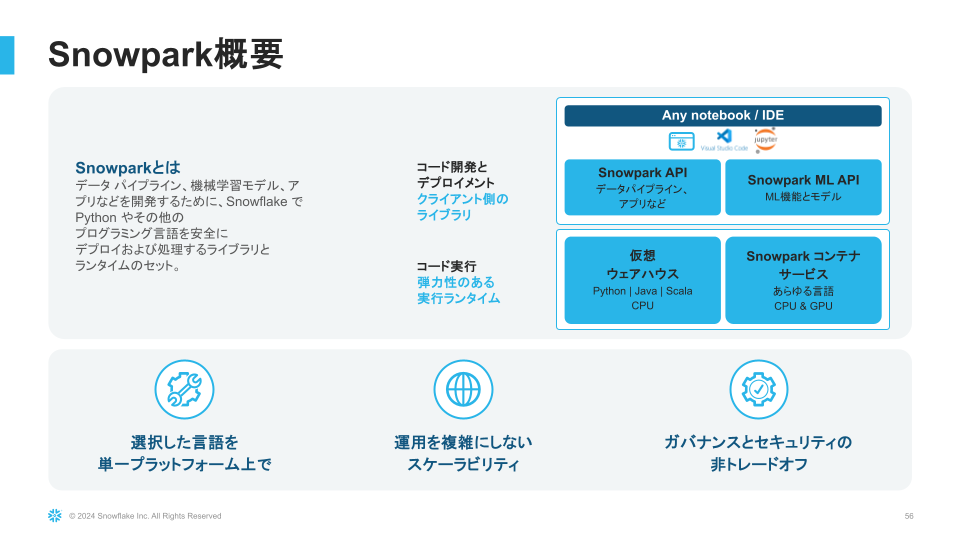 Snowpark概要
Snowparkとは
データ パイプライン、機械学習モデル、ア
プリなどを開発するために、Snowflake で
Python やその他の
プログラミング言語を安全に
デプロイおよび処理するライブラリと
ランタイムのセット。
コード開発と
デプロイメント
クライアント側の
ライブラリ
コード実行
弾力性のある
実行ランタイム
Any notebook / IDE
Visual Studio Code
jupyter
Snowpark API
データパイプライン、
アプリなど
Snowpark ML API
ML機能とモデル
仮想
ウェアハウス
Python | Java | Scala
CPU
Snowpark コンテナ
サービス
あらゆる言語
CPU & GPU
選択した言語を
単一プラットフォーム上で
運用を複雑にしない
スケーラビリティ
ガバナンスとセキュリティの
非トレードオフ
© 2024 Snowflake Inc. All Rights Reserved
56